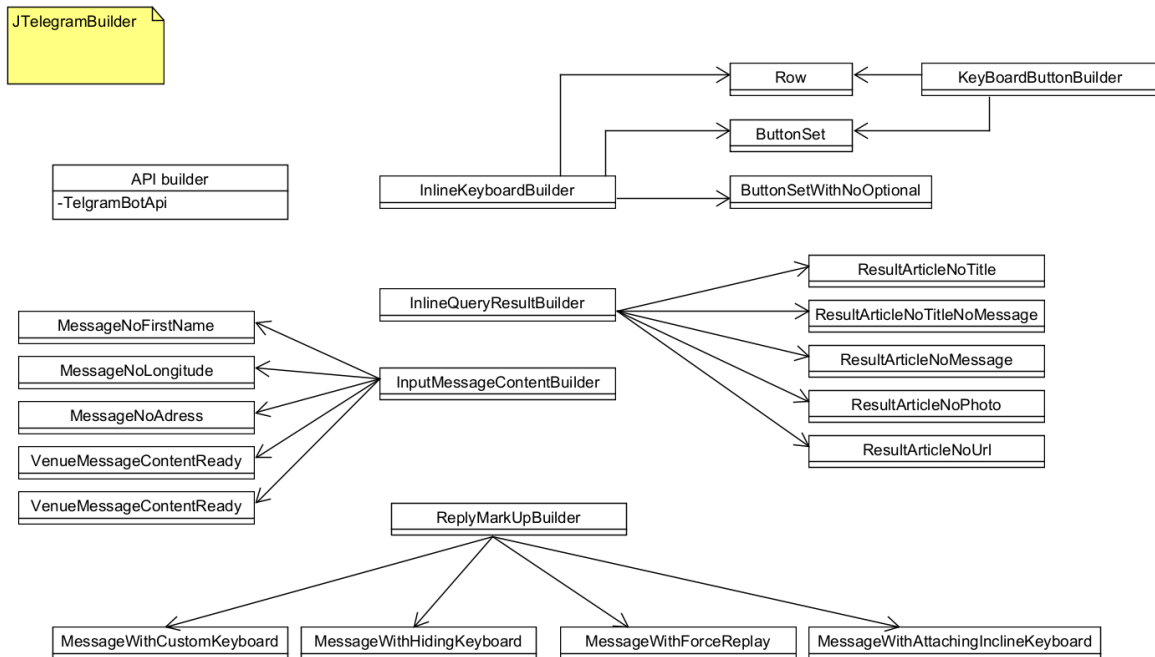 JTelegramBuilder
Row
KeyBoardButtonBuilder
ButtonSet
API builder
-TelgramBotApi
InlineKeyboardBuilder
ButtonSetWithNoOptional
ResultArticleNoTitle
InlineQueryResultBuilder
ResultArticleNoTitleNoMessage
MessageNoFirstName
ResultArticleNoMessage
MessageNoLongitude
InputMessageContentBuilder
ResultArticleNoPhoto
MessageNoAdress
ResultArticleNoUrl
VenueMessageContentReady
VenueMessageContentReady
ReplyMarkUpBuilder
MessageWithCustomKeyboard
MessageWithHidingKeyboard
MessageWithForceReplay
MessageWithAttachingInclineKeyboard